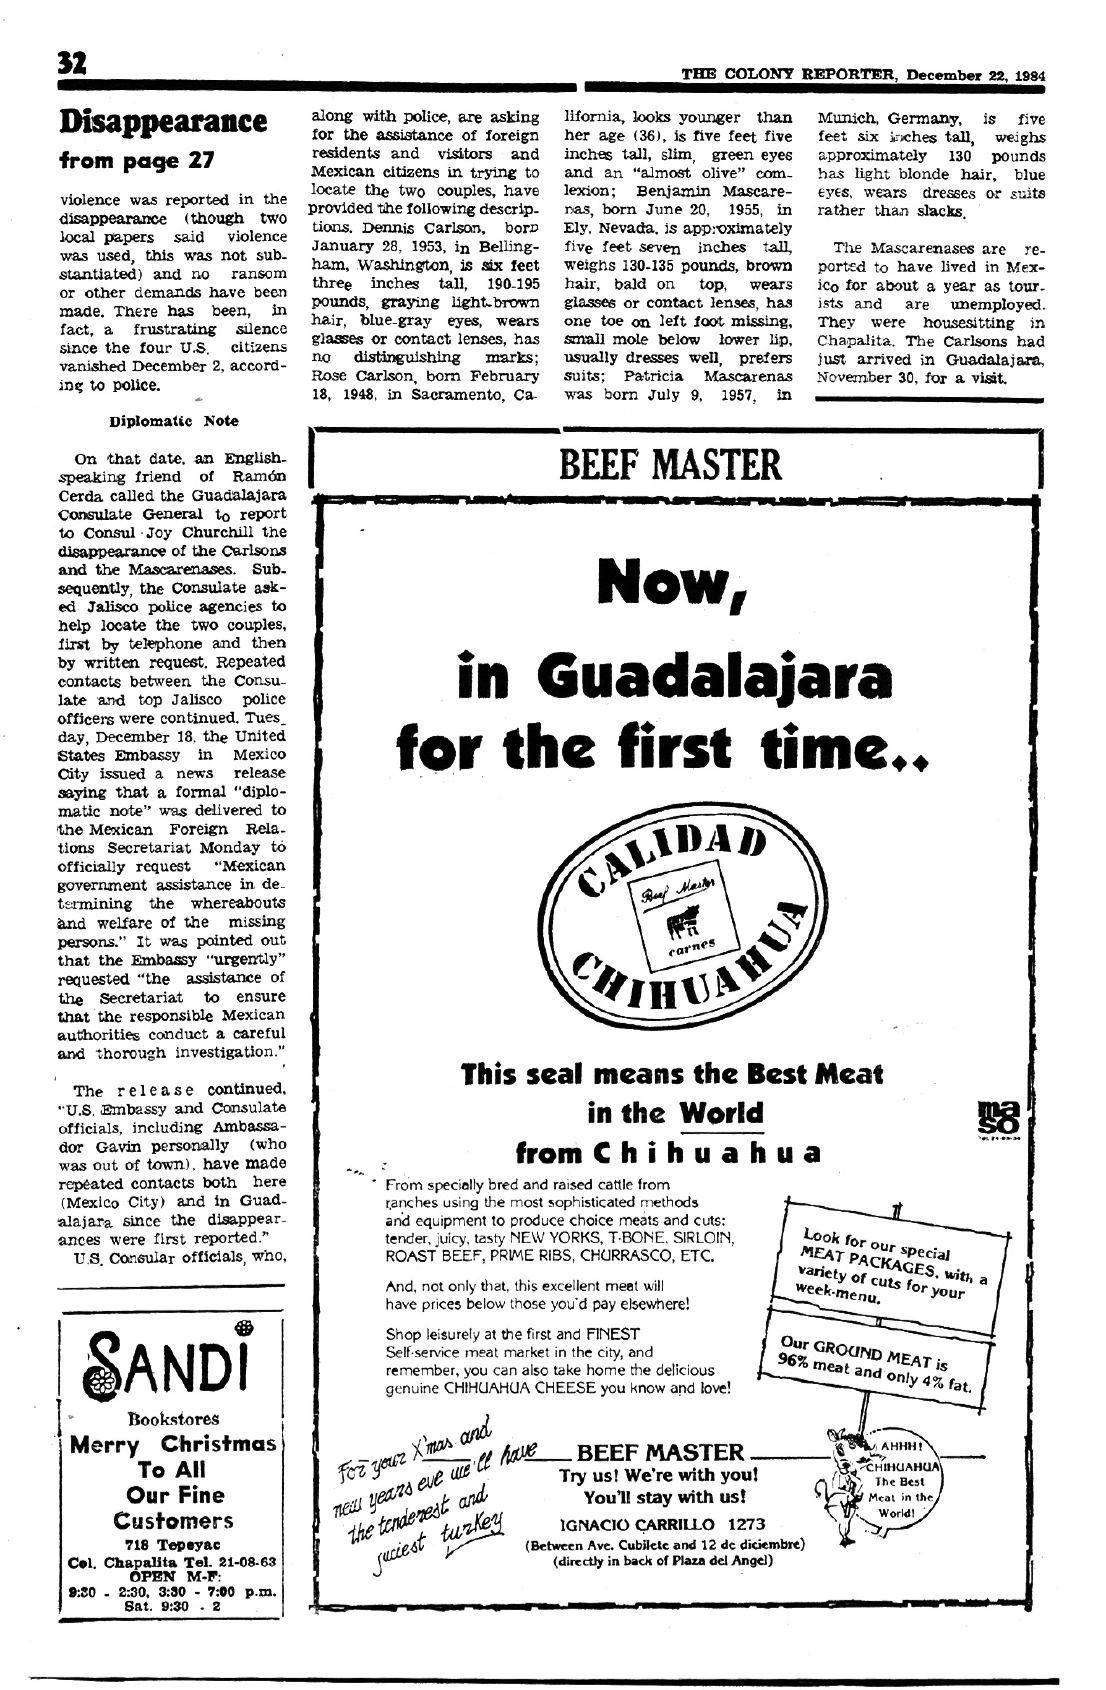 32
THE COLONY REPORTER, December 22, 1984
Disappearance
from page 27
violence was reported in the
disappearance (though two
local papers said violence
was used, this was not sub-
stantiated) and no ransom
or other demands have been
made. There has been, in
fact, a frustrating silence
since the four U.S. citizens
vanished December 2, accord-
ing to police.
Diplomatic Note
On that date, an English-
speaking friend of Ramón
Cerda called the Guadalajara
Consulate General to report
to Consul Joy Churchill the
disappearance of the Carlsons
and the Mascarenases. Sub-
sequently, the Consulate ask-
ed Jalisco police agencies to
help locate the two couples,
first by telephone and then
by written request. Repeated
contacts between the Consu-
late and top Jalisco police
officers were continued. Tues-
day, December 18, the United
States Embassy in Mexico
City issued a news release
saying that a formal "diplo-
matic note" was delivered to
the Mexican Foreign Rela-
tions Secretariat Monday to
officially request "Mexican
government assistance in de-
termining the whereabouts
and welfare of the missing
persons." It was pointed out
that the Embassy "urgently"
requested "the assistance of
the Secretariat to ensure
that the responsible Mexican
authorities conduct a careful
and thorough investigation."
The release continued,
"U.S. Embassy and Consulate
officials, including Ambassa-
dor Gavin personally (who
was out of town), have made
repeated contacts both here
(Mexico City) and in Guad-
alajara since the disappear-
ances were first reported."
U.S. Consular officials, who,
along with police, are asking
for the assistance of foreign
residents and visitors and
Mexican citizens in trying to
locate the two couples, have
provided the following descrip-
tions. Dennis Carlson, born
January 28, 1953, in Belling-
ham, Washington, is six feet
three inches tall, 190-195
pounds, graying light-brown
hair, blue-gray eyes, wears
glasses or contact lenses, has
no distinguishing marks;
Rose Carlson, born February
18, 1948, in Sacramento, Ca-
lifornia, looks younger than
her age (36), is five feet five
inches tall, slim, green eyes
and an "almost olive" com-
lexion; Benjamin Mascare-
nas, born June 20, 1955, in
Ely, Nevada, is approximately
five feet seven inches tall,
weighs 130-135 pounds, brown
hair, bald on top, wears
glasses or contact lenses, has
one toe on left foot missing,
small mole below lower lip,
usually dresses well, prefers
suits; Patricia Mascarenas
was born July 9, 1957, in
Munich, Germany, is five
feet six inches tall, weighs
approximately 130 pounds
has light blonde hair, blue
eyes, wears dresses or suits
rather than slacks.
The Mascarenases are re-
ported to have lived in Mex-
ico for about a year as tour-
ists and are unemployed.
They were housesitting in
Chapalita. The Carlsons had
just arrived in Guadalajara,
November 30, for a visit.
SANDI
Bookstores
Merry Christmas
To All
Our Fine
Customers
718 Tepeyac
Col. Chapalita Tel. 21-08-63
OPEN M-F:
9:30 - 2:30, 3:30 - 7:00 p.m.
Sat. 9:30 - 2
BEEF MASTER
Now,
in Guadalajara
for the first time..
CALIDAD
Beef Master
carnes
CHIHUAHUA
This seal means the Best Meat
in the World
from Chihuahua
maso
From specially bred and raised cattle from
ranches using the most sophisticated methods
and equipment to produce choice meats and cuts:
tender, juicy, tasty NEW YORKS, T-BONE, SIRLOIN,
ROAST BEEF, PRIME RIBS, CHURRASCO, ETC.
And, not only that, this excellent meat will
have prices below those you'd pay elsewhere!
Shop leisurely at the first and FINEST
Self-service meat market in the city, and
remember, you can also take home the delicious
genuine CHIHUAHUA CHEESE you know and love!
Look for our special
MEAT PACKAGES, with a
variety of cuts for your
week-menu.
Our GROUND MEAT is
96% meat and only 4% fat.
For your X'mas and
new years eve we'll have
the tenderest and
juciest turkey
BEEF MASTER
Try us! We're with you!
You'll stay with us!
IGNACIO CARRILLO 1273
(Between Ave. Cubilete and 12 de diciembre)
(directly in back of Plaza del Angel)
AHHH!
CHIHUAHUA
The Best
Meat in the
World!